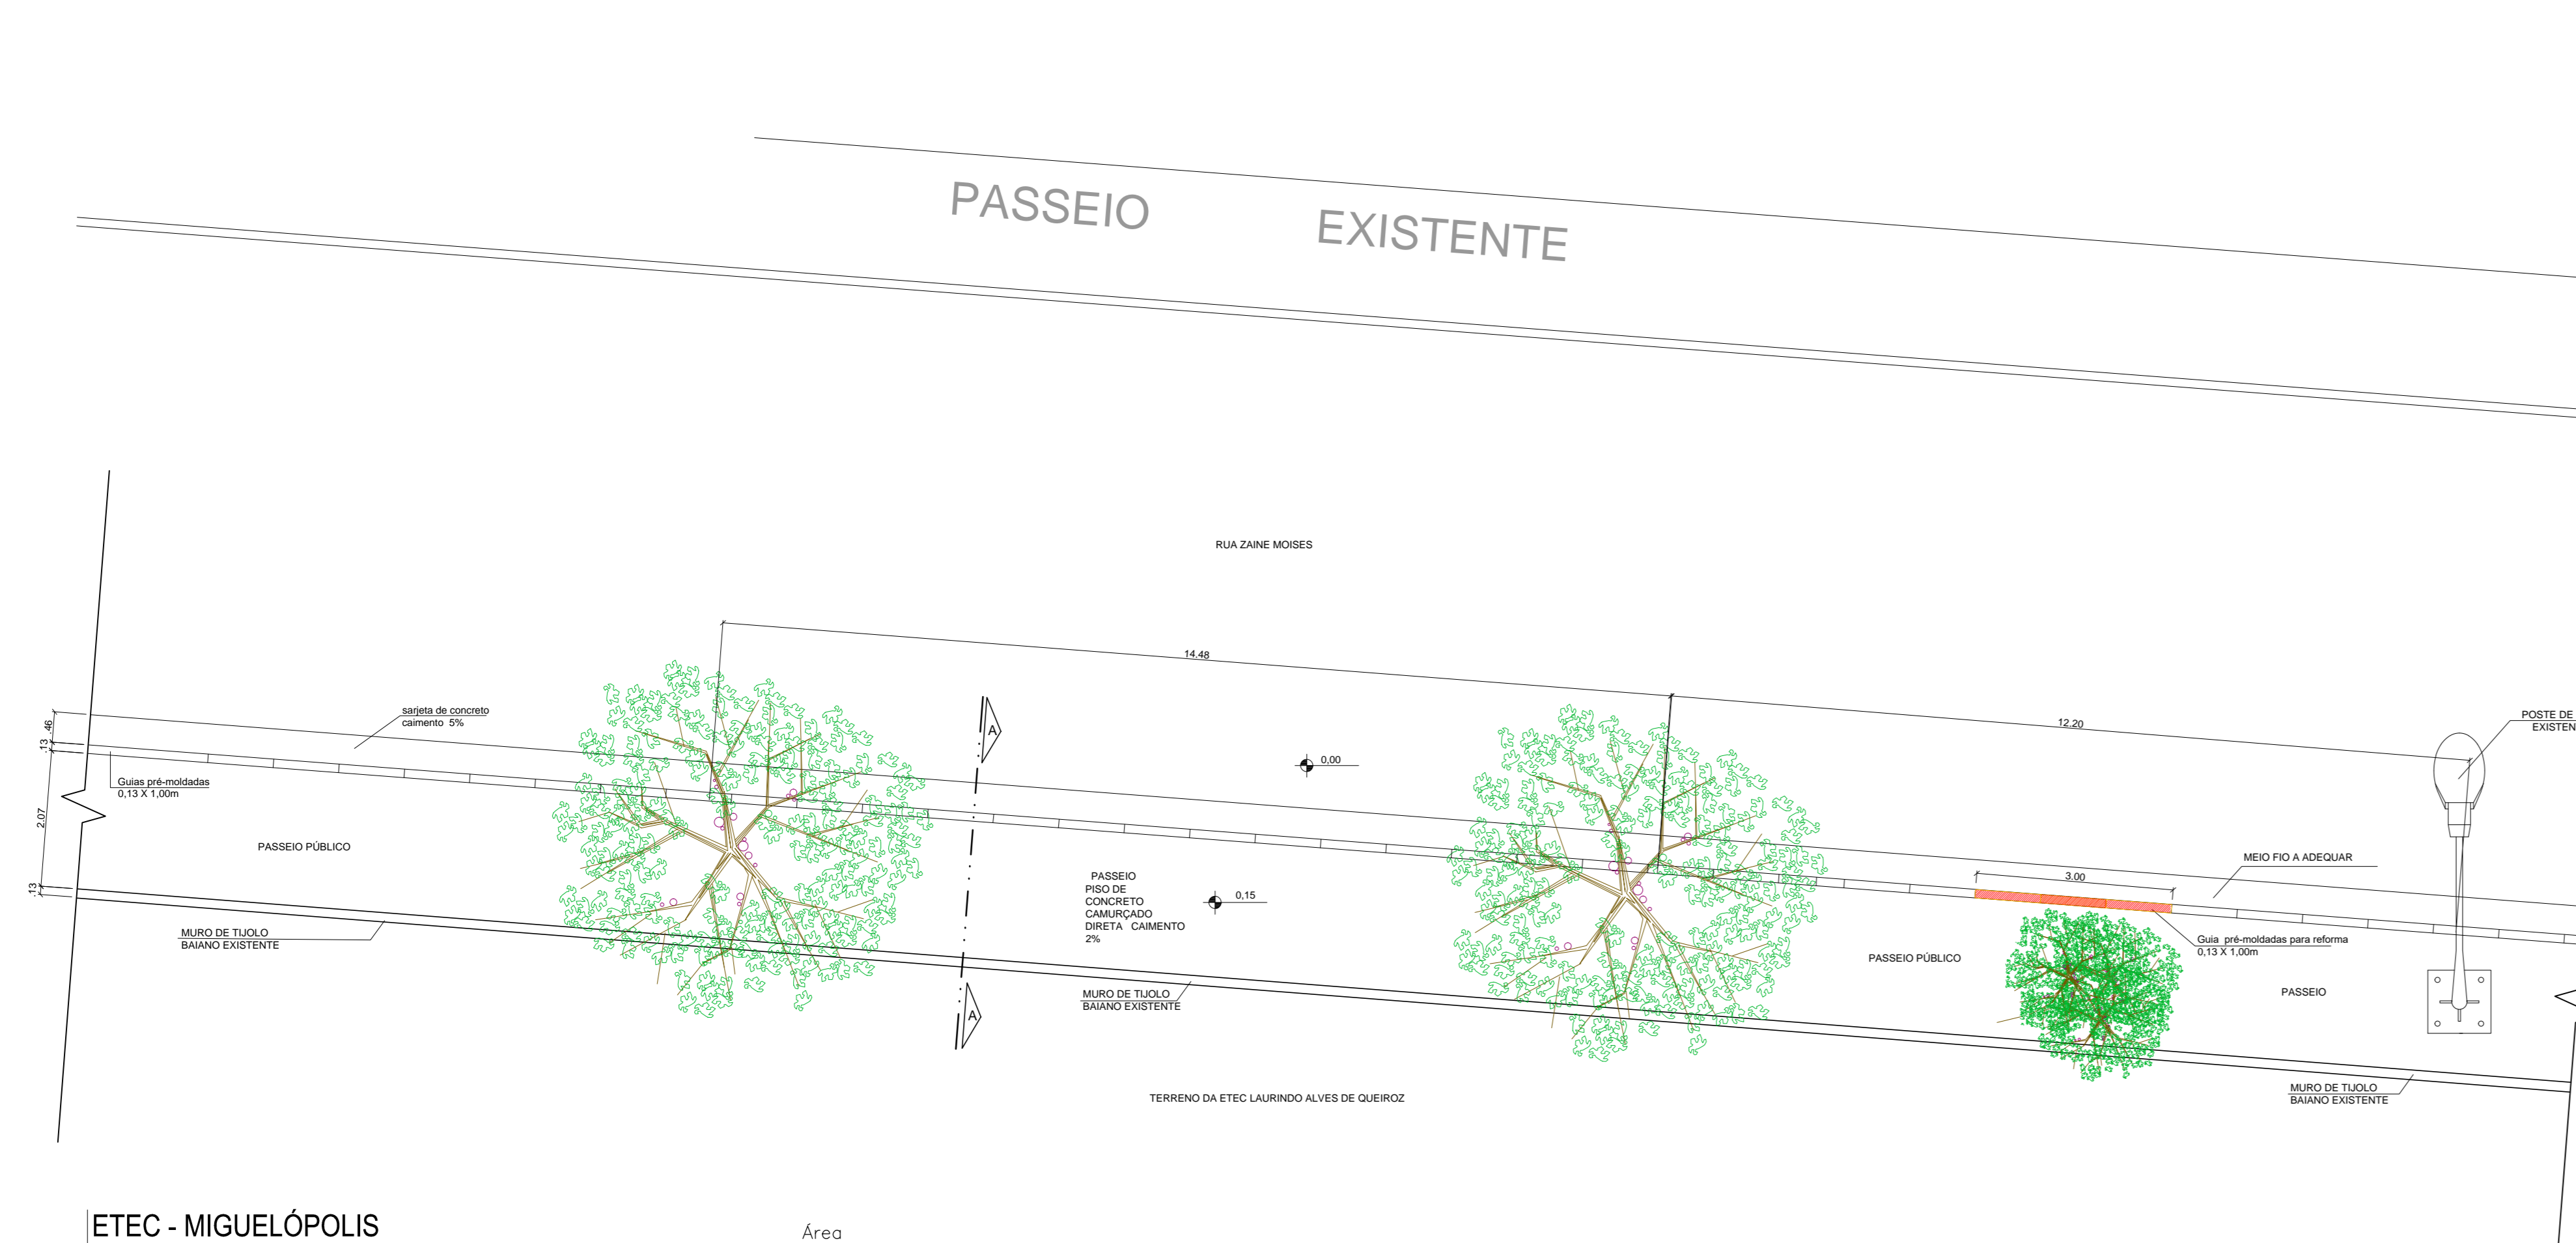 PASSEIO EXISTENTE
RUA ZAINE MOISES
14.48
12.20
sarjeta de concreto
caimento 5%
.46
.13
2.07
.13
Guias pré-moldadas
0,13 X 1,00m
PASSEIO PÚBLICO
MURO DE TIJOLO
BAIANO EXISTENTE
A
A
0,00
PASSEIO
PISO DE
CONCRETO
CAMURÇADO
DIRETA CAIMENTO
2%
0,15
MURO DE TIJOLO
BAIANO EXISTENTE
TERRENO DA ETEC LAURINDO ALVES DE QUEIROZ
PASSEIO PÚBLICO
3.00
MEIO FIO A ADEQUAR
Guia pré-moldadas para reforma
0,13 X 1,00m
PASSEIO
POSTE DE
EXISTEN
MURO DE TIJOLO
BAIANO EXISTENTE
ETEC - MIGUELÓPOLIS
Área